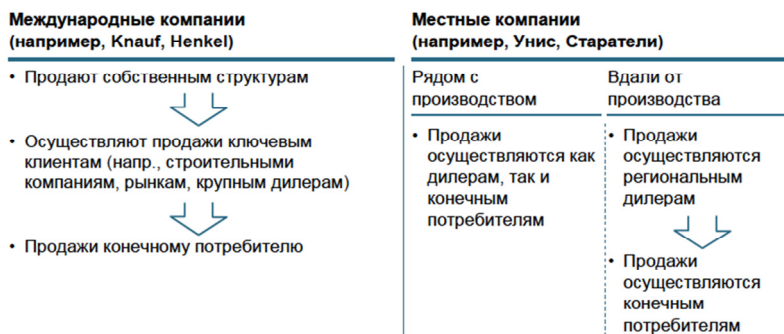 Международные компании
(например, Knauf, Henkel)
• Продают собственным структурам
• Осуществляют продажи ключевым
клиентам (напр., строительными
компаниям, рынкам, крупным дилерам)
• Продажи конечному потребителю
Местные компании
(например, Унис, Старатели)
Рядом с
производством
• Продажи
осуществляются как
дилерам, так и
конечным
потребителям
Вдали от
производства
• Продажи
осуществляются
региональным
дилерам
• Продажи
осуществляются
конечным
потребителям